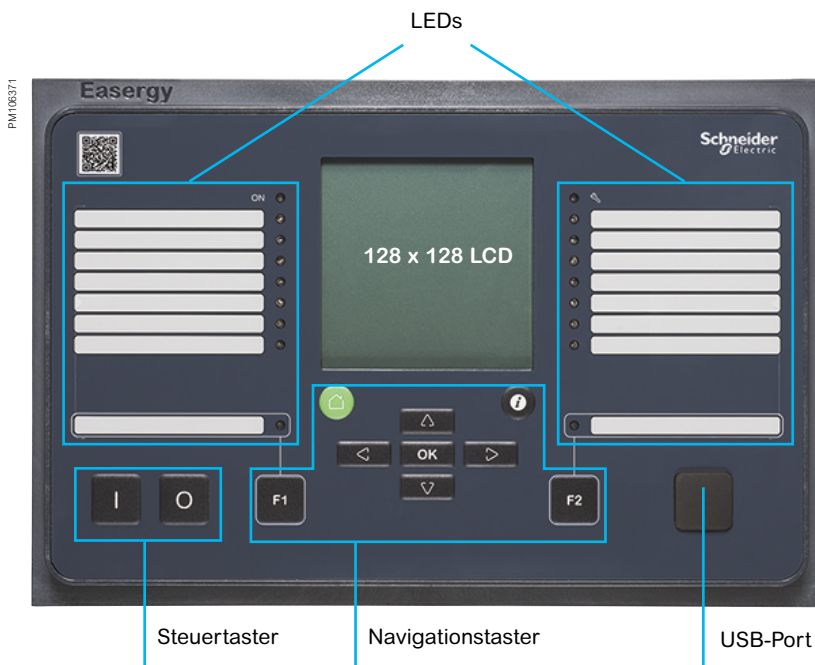 LEDs
PM106371
Easergy
Schneider
Electric
ON
128 x 128 LCD
i
OK
I
O
F1
F2
Steuertaster
Navigationstaster
USB-Port